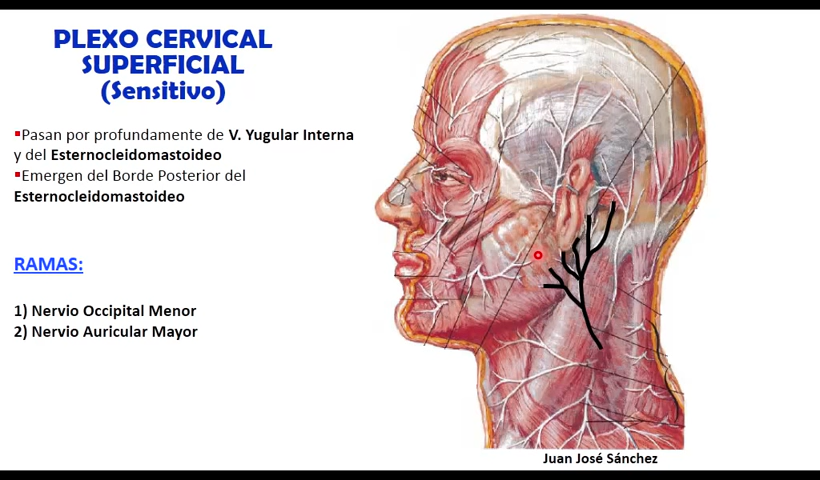 PLEXO CERVICAL
SUPERFICIAL
(Sensitivo)
▪Pasan por profundamente de V. Yugular Interna
y del Esternocleidomastoideo
▪Emergen del Borde Posterior del
Esternocleidomastoideo
RAMAS:
1) Nervio Occipital Menor
2) Nervio Auricular Mayor
Juan José Sánchez